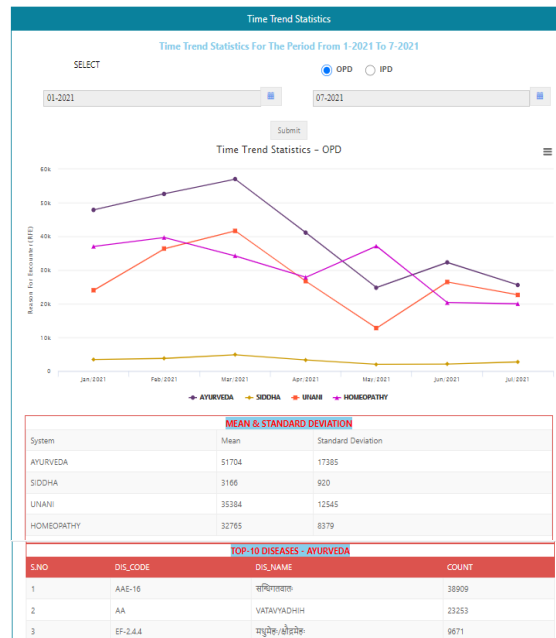 Time Trend Statistics
Time Trend Statistics For The Period From 1-2021 To 7-2021
SELECT OPD IPD
01-2021 07-2021
Submit
Time Trend Statistics - OPD
60k
50k
40k
30k
20k
10k
0
Reason For Encounter(RFE)
Jan/2021 Feb/2021 Mar/2021 Apr/2021 May/2021 Jun/2021 Jul/2021
AYURVEDA SIDDHA UNANI HOMEOPATHY
MEAN & STANDARD DEVIATION
System Mean Standard Deviation
AYURVEDA 51704 17385
SIDDHA 3166 920
UNANI 35384 12545
HOMEOPATHY 32765 8379
TOP-10 DISEASES - AYURVEDA
S.NO DIS_CODE DIS_NAME COUNT
1 AAE-16 सन्धिगतवातः 38909
2 AA VATAVYADHIH 23253
3 EF-2.4.4 मधुमेहः/क्षौद्रमेहः 9671